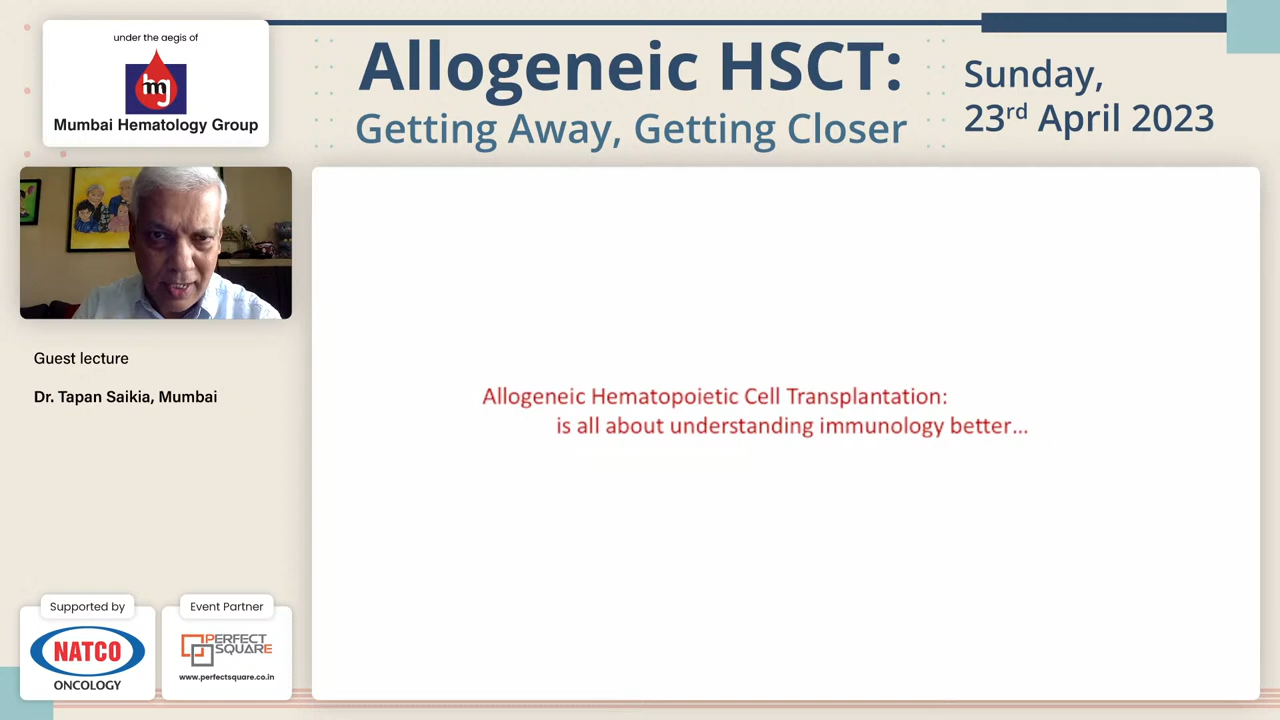 under the aegis of
mg
Mumbai Hematology Group
Allogeneic HSCT:
Getting Away, Getting Closer
Sunday,
23rd April 2023
Guest lecture
Dr. Tapan Saikia, Mumbai
Allogeneic Hematopoietic Cell Transplantation:
is all about understanding immunology better...
Supported by
NATCO
ONCOLOGY
Event Partner
PERFECT
SQUARE
www.perfectsquare.co.in